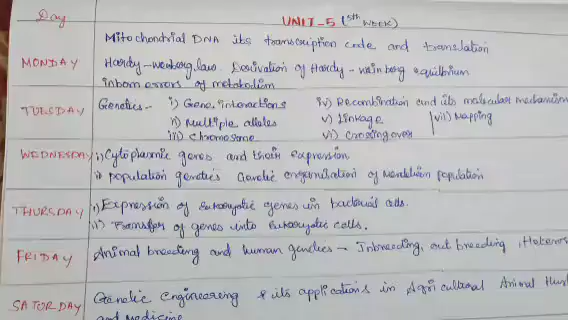 Day UNIT-5 (5th WEEK)
Mitochondrial DNA its transcription code and translation
MONDAY Hardy-weinberg law. Derivation of Hardy-weinberg equilibrium
inborn errors of metabolism
TUESDAY Genetics- i) Gene interactions iv) Recombination and its molecular mechanism
ii) Multiple alleles v) Linkage vii) Mapping
iii) chromosome vi) Crossing over
WEDNESDAY i) Cytoplasmic genes and their expression
ii) population genetics Genetic organisation of Mendelian population
THURSDAY i) Expression of eukaryotic genes in bacterial cells.
ii) Transfer of genes into Eukaryotic cells.
FRIDAY Animal breeding and human genetics - Inbreeding, out breeding,
SATORDAY Genetic Engineering & its applications in Agricultural Animal
and Medicine